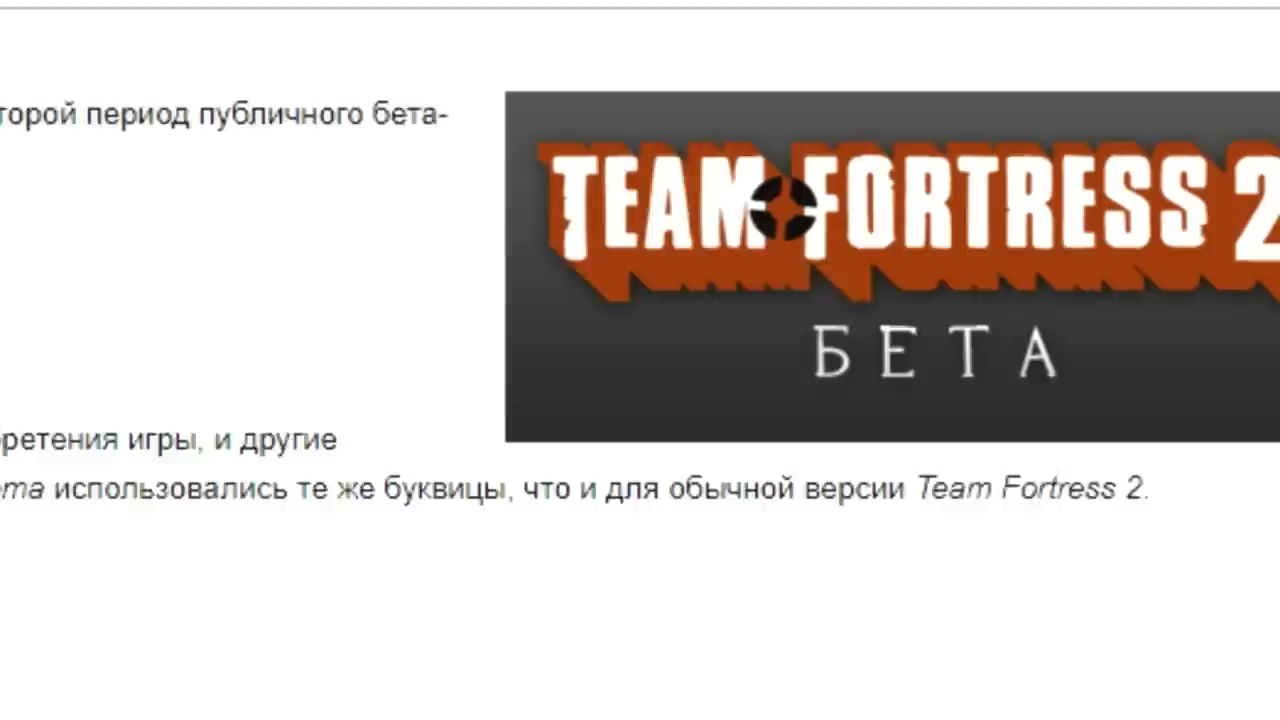 торой период публичного бета-
TEAM FORTRESS 2
БЕТА
бретения игры, и другие
ета использовались те же буквицы, что и для обычной версии Team Fortress 2.